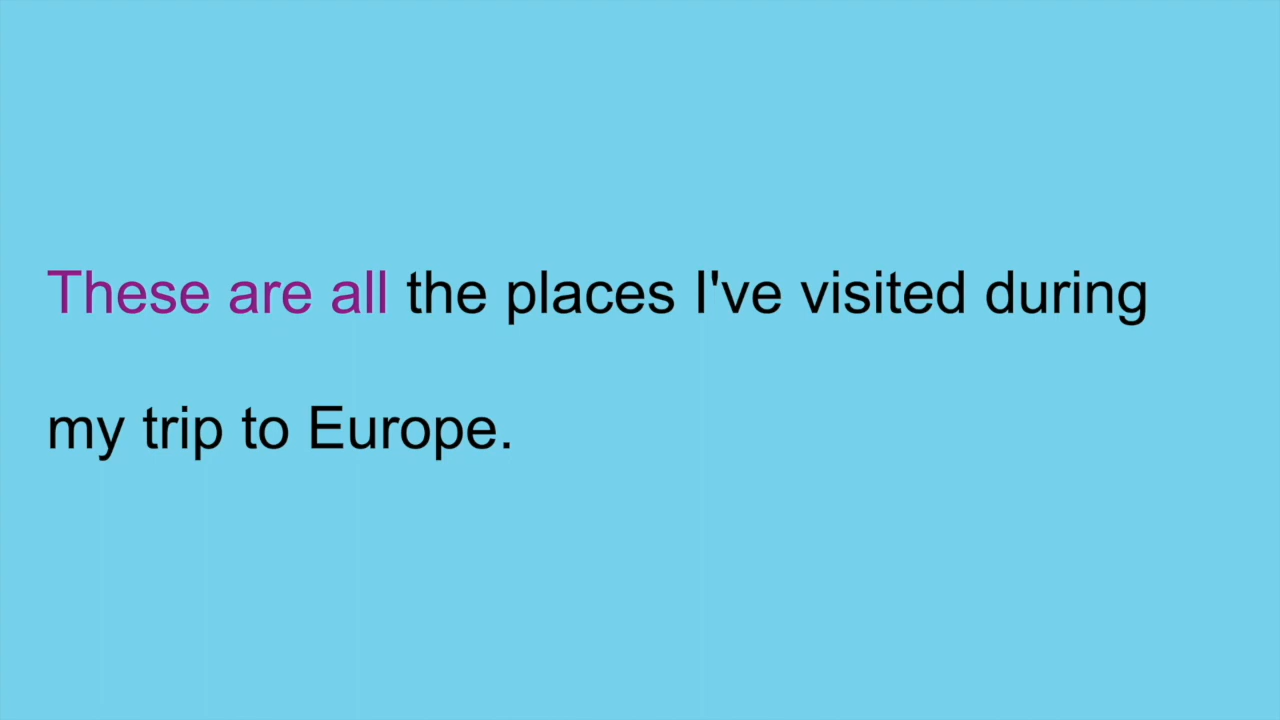 These are all the places I've visited during
my trip to Europe.